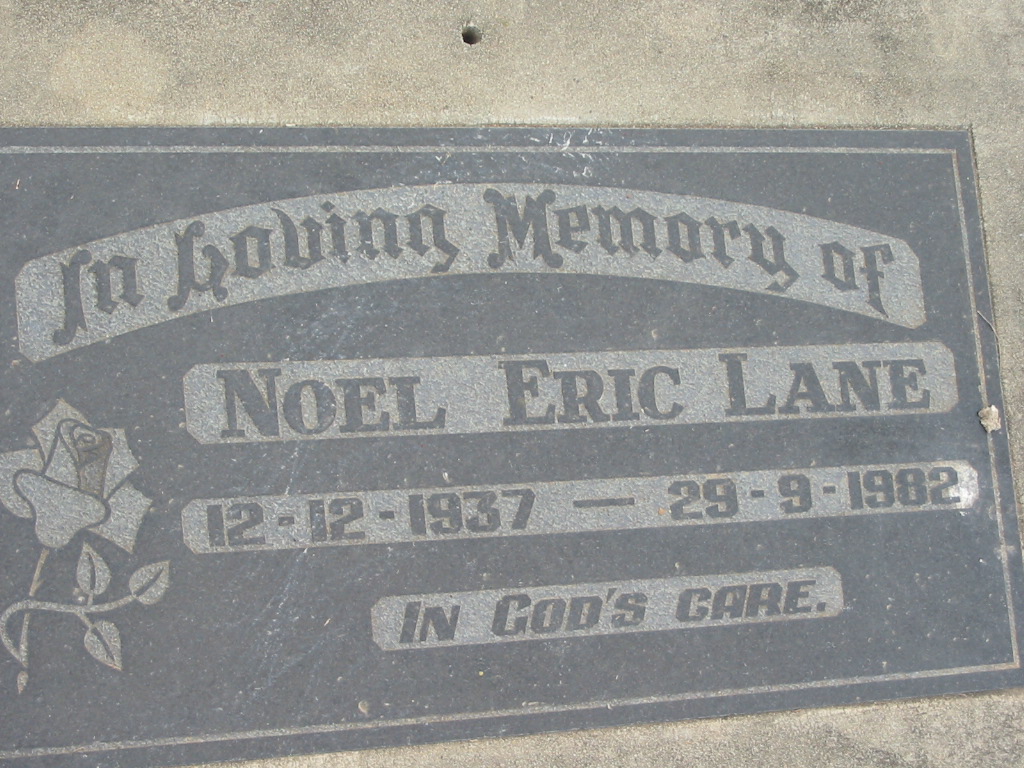 In Loving Memory of
NOEL ERIC LANE
12-12-1937 — 29-9-1982
IN GOD'S CARE.